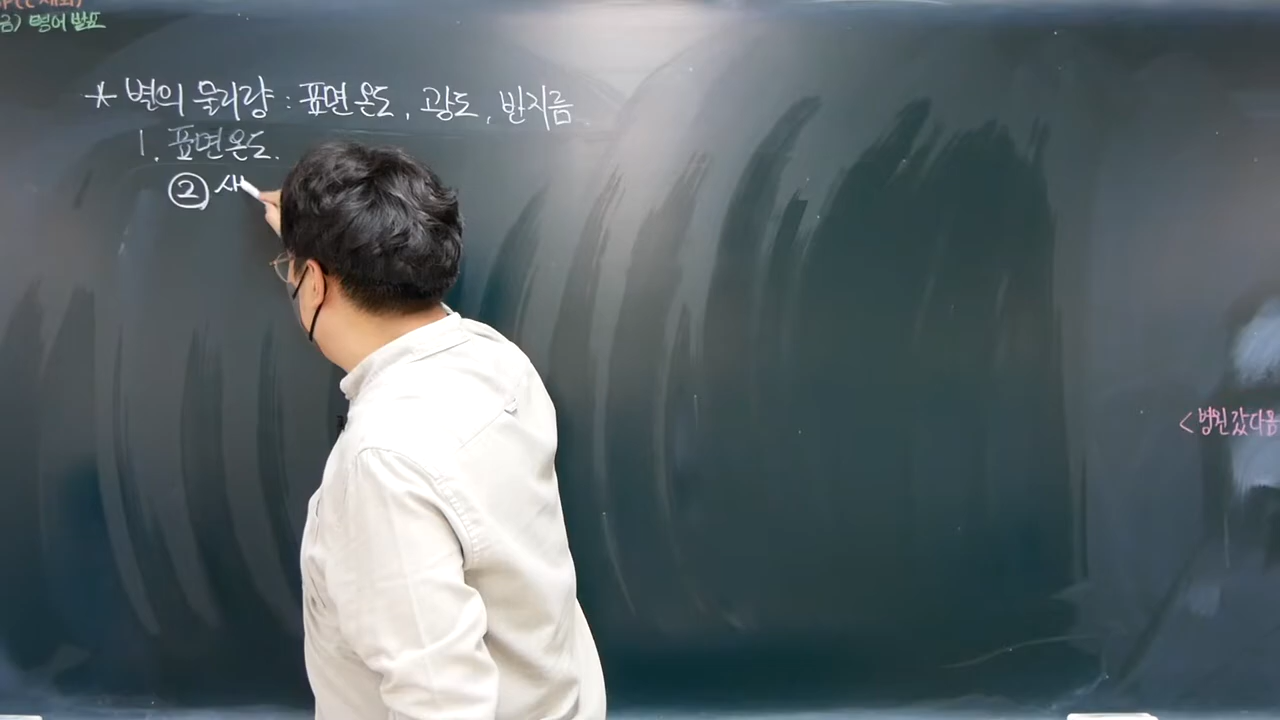 금) 영어 발표
* 별의 물리량 : 표면온도, 광도, 반지름
1. 표면온도.
② 새
<병원 갔다옴